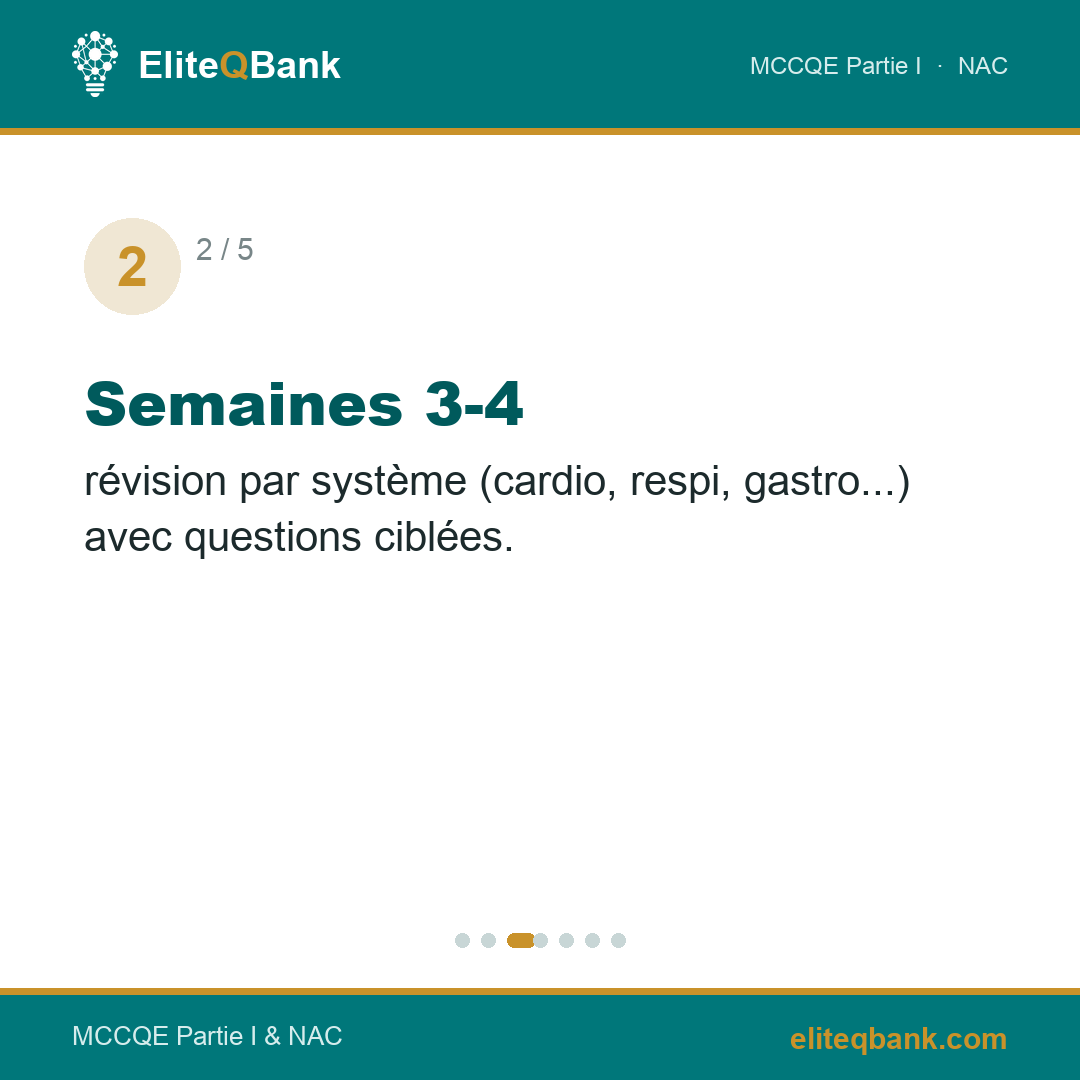 EliteQBank
MCCQE Partie I · NAC
2
2 / 5
Semaines 3-4
révision par système (cardio, respi, gastro...)
avec questions ciblées.
MCCQE Partie I & NAC
eliteqbank.com